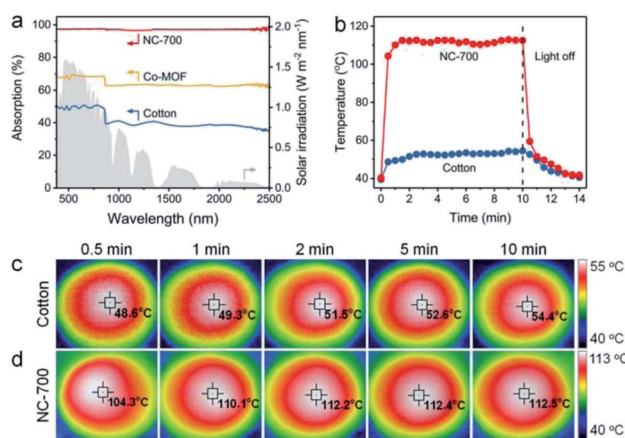 a
NC-700
Co-MOF
Cotton
Absorption (%)
100
80
60
40
20
0
Solar irradiation (W m-2 nm-1)
2.0
1.5
1.0
0.5
0.0
500 1000 1500 2000 2500
Wavelength (nm)
b
NC-700
Light off
Cotton
Temperature (°C)
120
100
80
60
40
0 2 4 6 8 10 12 14
Time (min)
0.5 min 1 min 2 min 5 min 10 min
c
Cotton
48.6°C 49.3°C 51.5°C 52.6°C 54.4°C
55 °C
40 °C
d
NC-700
104.3°C 110.1°C 112.2°C 112.4°C 112.5°C
113 °C
40 °C